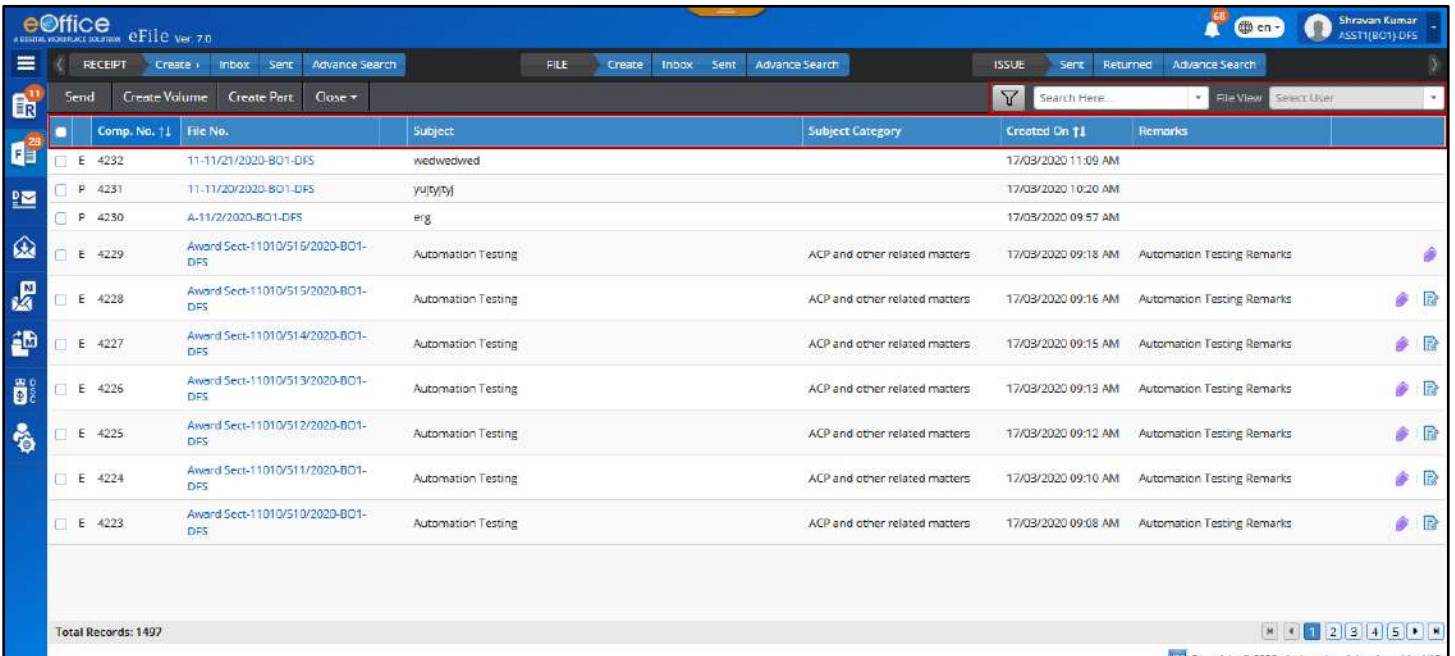 eOffice
A DIGITAL WORKPLACE SOLUTION eFile Ver. 7.0
68
en
Shravan Kumar
ASST1(BO1)-DFS
RECEIPT Create Inbox Sent Advance Search FILE Create Inbox Sent Advance Search ISSUE Sent Returned Advance Search
11
R
Send Create Volume Create Part Close Search Here... File View Select User
Comp. No. File No. Subject Subject Category Created On Remarks
28
F
E 4232 11-11/21/2020-BO1-DFS wedwedwed 17/03/2020 11:09 AM
P 4231 11-11/20/2020-BO1-DFS yujtyjtyj 17/03/2020 10:20 AM
D
P 4230 A-11/2/2020-BO1-DFS erg 17/03/2020 09:57 AM
E 4229 Award Sect-11010/516/2020-BO1-DFS Automation Testing ACP and other related matters 17/03/2020 09:18 AM Automation Testing Remarks
N
E 4228 Award Sect-11010/515/2020-BO1-DFS Automation Testing ACP and other related matters 17/03/2020 09:16 AM Automation Testing Remarks
M
E 4227 Award Sect-11010/514/2020-BO1-DFS Automation Testing ACP and other related matters 17/03/2020 09:15 AM Automation Testing Remarks
DSC
E 4226 Award Sect-11010/513/2020-BO1-DFS Automation Testing ACP and other related matters 17/03/2020 09:13 AM Automation Testing Remarks
E 4225 Award Sect-11010/512/2020-BO1-DFS Automation Testing ACP and other related matters 17/03/2020 09:12 AM Automation Testing Remarks
E 4224 Award Sect-11010/511/2020-BO1-DFS Automation Testing ACP and other related matters 17/03/2020 09:10 AM Automation Testing Remarks
E 4223 Award Sect-11010/510/2020-BO1-DFS Automation Testing ACP and other related matters 17/03/2020 09:08 AM Automation Testing Remarks
Total Records: 1497 1 2 3 4 5